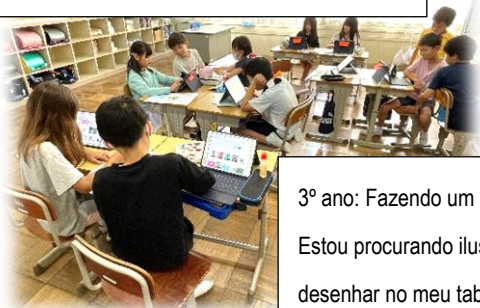 3º ano: Fazendo um
Estou procurando ilus
desenhar no meu tab